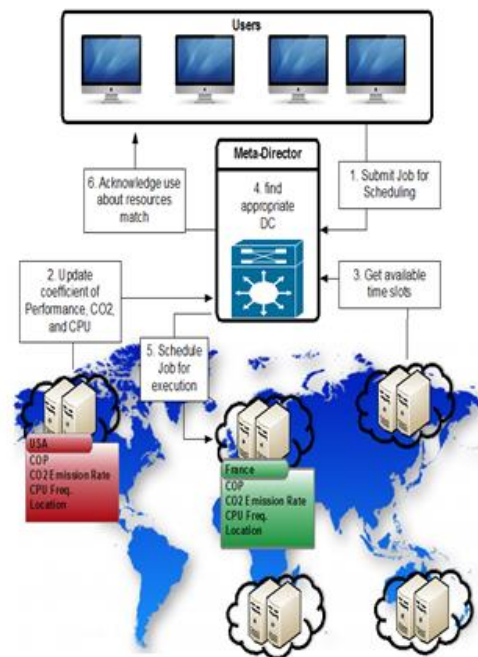 Users
Meta-Director
1. Submit Job for
Scheduling
6. Acknowledge use
about resources
match
4. find
appropriate
DC
2. Update
coefficient of
Performance, CO2,
and CPU
3. Get available
time slots
5. Schedule
Job for
execution
USA
COP
CO2 Emission Rate
CPU Freq.
Location
France
COP
CO2 Emission Rate
CPU Freq.
Location